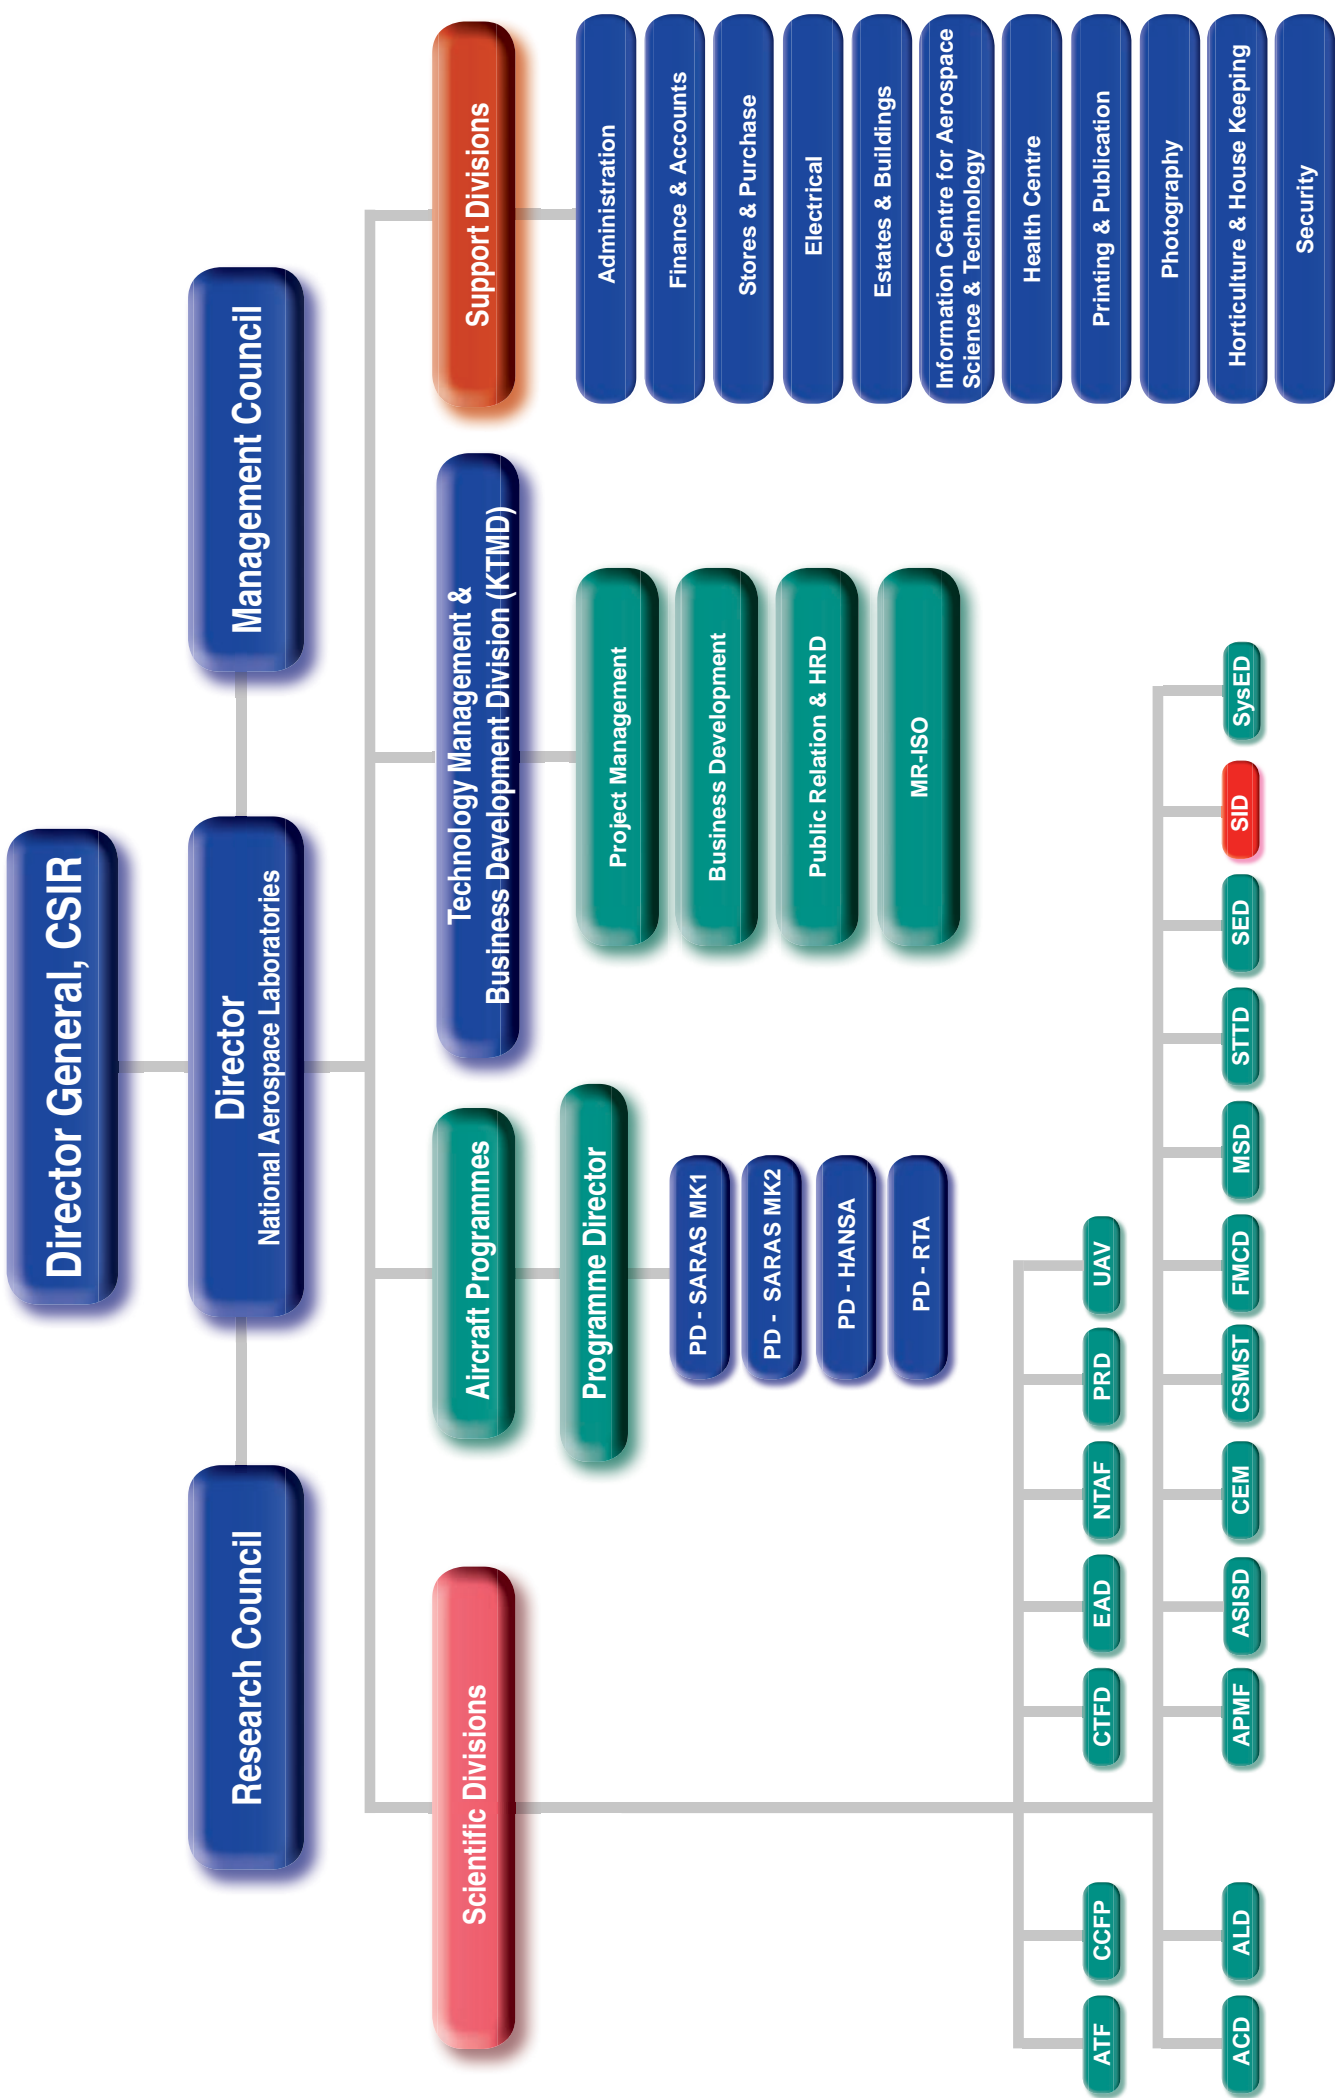 Director General, CSIR
Research Council
Director
National Aerospace Laboratories
Management Council
Scientific Divisions
Aircraft Programmes
Technology Management &
Business Development Division (KTMD)
Support Divisions
Programme Director
PD - SARAS MK1
PD - SARAS MK2
PD - HANSA
PD - RTA
Project Management
Business Development
Public Relation & HRD
MR-ISO
Administration
Finance & Accounts
Stores & Purchase
Electrical
Estates & Buildings
Information Centre for Aerospace
Science & Technology
Health Centre
Printing & Publication
Photography
Horticulture & House Keeping
Security
ATF
CCFP
CTFD
EAD
NTAF
PRD
UAV
ACD
ALD
APMF
ASISD
CEM
CSMST
FMCD
MSD
STTD
SED
SID
SysED